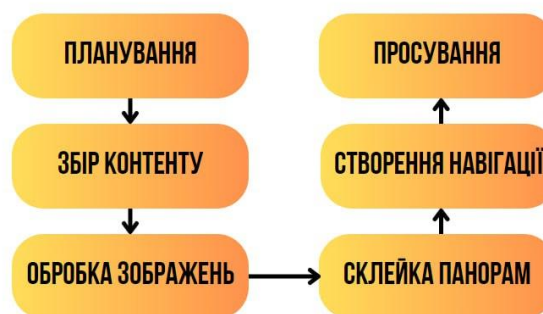 ПЛАНУВАННЯ
ПРОСУВАННЯ
ЗБІР КОНТЕНТУ
СТВОРЕННЯ НАВІГАЦІЇ
ОБРОБКА ЗОБРАЖЕНЬ
СКЛЕЙКА ПАНОРАМ